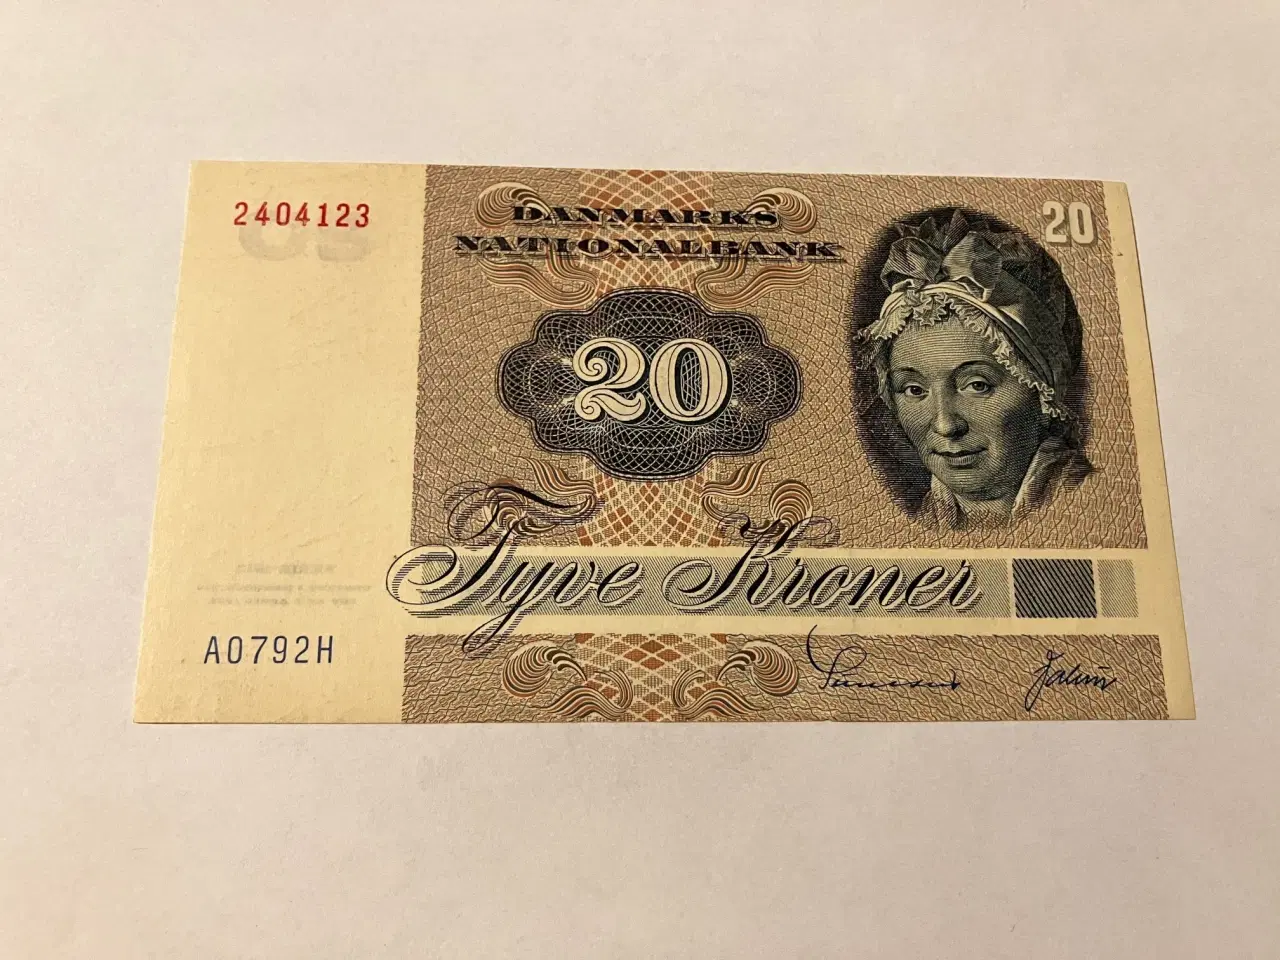 2404123
DANMARKS
NATIONALBANK
20
20
Tyve Kroner
A0792H